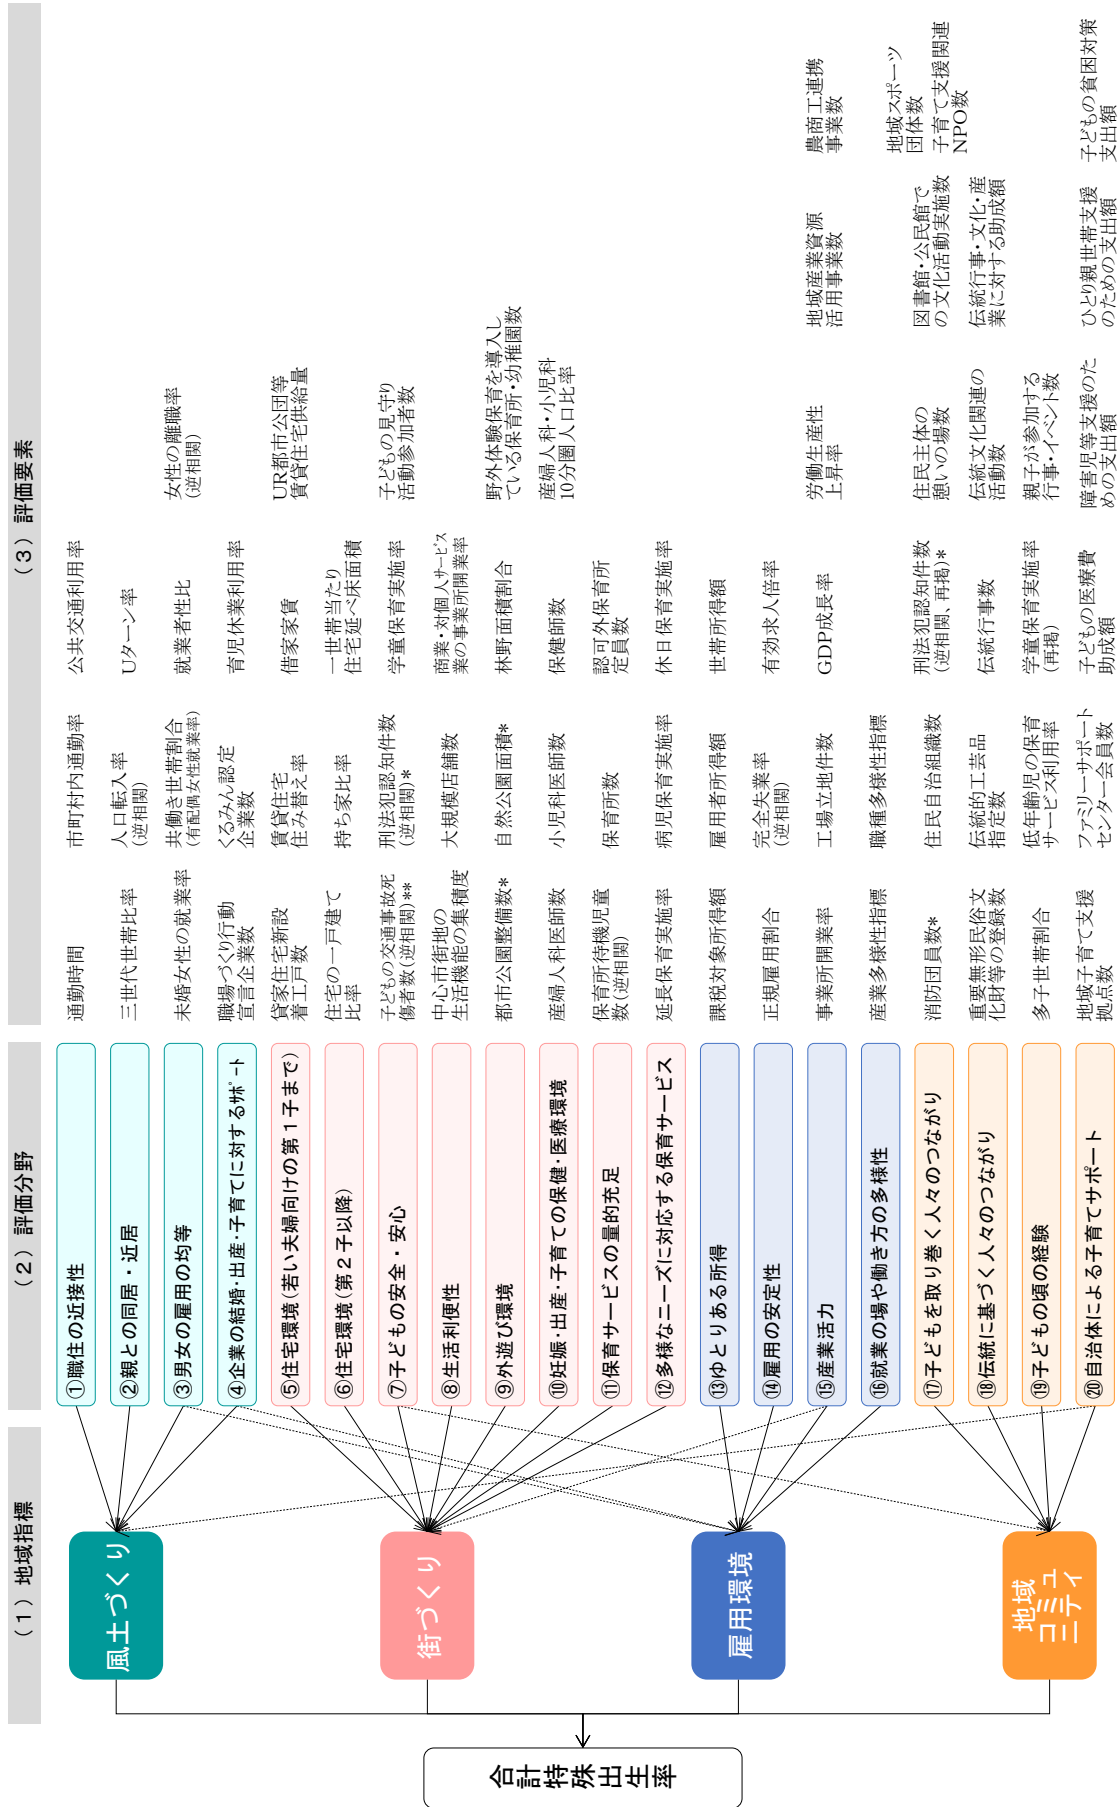 （１）地域指標
（２）評価分野
（３）評価要素
合計特殊出生率
風土づくり
街づくり
雇用環境
地域
コミュ
ニティ
①職住の近接性
通勤時間
市町村内通勤率
公共交通利用率
②親との同居・近居
三世代世帯比率
人口転入率
(逆相関)
Uターン率
③男女の雇用の均等
未婚女性の就業率
共働き世帯割合
(有配偶女性就業率)
就業者性比
女性の離職率
(逆相関)
④企業の結婚・出産・子育てに対するｻﾎﾟｰﾄ
職場づくり行動
宣言企業数
くるみん認定
企業数
育児休業利用率
⑤住宅環境(若い夫婦向けの第１子まで)
貸家住宅新設
着工戸数
賃貸住宅
住み替え率
借家家賃
UR都市公団等
賃貸住宅供給量
⑥住宅環境(第２子以降)
住宅の一戸建て
比率
持ち家比率
一世帯当たり
住宅延べ床面積
⑦子どもの安全・安心
子どもの交通事故死
傷者数(逆相関)**
刑法犯認知件数
(逆相関)*
学童保育実施率
子どもの見守り
活動参加者数
⑧生活利便性
中心市街地の
生活機能の集積度
大規模店舗数
商業・対個人ｻｰﾋﾞｽ
業の事業所開業率
⑨外遊び環境
都市公園整備数*
自然公園面積*
林野面積割合
野外体験保育を導入し
ている保育所・幼稚園数
⑩妊娠・出産・子育ての保健・医療環境
産婦人科医師数
小児科医師数
保健師数
産婦人科・小児科
10分圏人口比率
⑪保育サービスの量的充足
保育所待機児童
数(逆相関)
保育所数
認可外保育所
定員数
⑫多様なニーズに対応する保育サービス
延長保育実施率
病児保育実施率
休日保育実施率
⑬ゆとりある所得
課税対象所得額
雇用者所得額
世帯所得額
⑭雇用の安定性
正規雇用割合
完全失業率
(逆相関)
有効求人倍率
⑮産業活力
事業所開業率
工場立地件数
GDP成長率
労働生産性
上昇率
地域産業資源
活用事業数
農商工連携
事業数
⑯就業の場や働き方の多様性
産業多様性指標
職種多様性指標
⑰子どもを取り巻く人々のつながり
消防団員数*
住民自治組織数
刑法犯認知件数
(逆相関、再掲)*
住民主体の
憩いの場数
図書館・公民館で
の文化活動実施数
地域スポーツ
団体数
子育て支援関連
NPO数
⑱伝統に基づく人々のつながり
重要無形民俗文
化財等の登録数
伝統的工芸品
指定数
伝統行事数
伝統文化関連の
活動数
伝統行事・文化・産
業に対する助成額
⑲子どもの頃の経験
多子世帯割合
低年齢児の保育
サービス利用率
学童保育実施率
(再掲)
親子が参加する
行事・イベント数
⑳自治体による子育てサポート
地域子育て支援
拠点数
ファミリーサポート
センター会員数
子どもの医療費
助成額
障害児等支援のた
めの支出額
ひとり親世帯支援
のための支出額
子どもの貧困対策
支出額